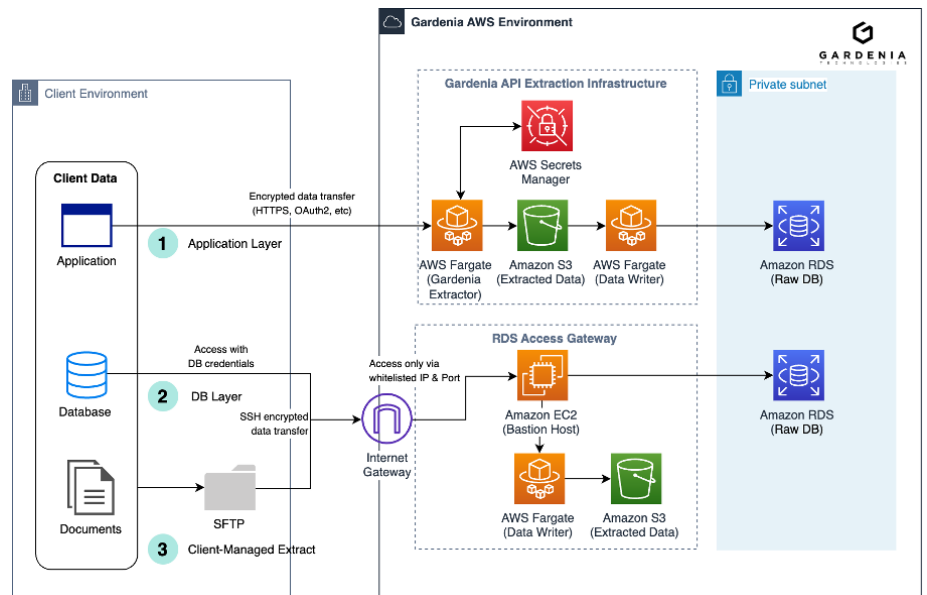 Gardenia AWS Environment
GARDENIA
TECHNOLOGIES
Client Environment
Gardenia API Extraction Infrastructure
Private subnet
AWS Secrets
Manager
Client Data
Encrypted data transfer
(HTTPS, OAuth2, etc)
Application
1
Application Layer
AWS Fargate
(Gardenia
Extractor)
Amazon S3
(Extracted Data)
AWS Fargate
(Data Writer)
Amazon RDS
(Raw DB)
RDS Access Gateway
Access with
DB credentials
Access only via
whitelisted IP & Port
Database
2
DB Layer
SSH encrypted
data transfer
Internet
Gateway
Amazon EC2
(Bastion Host)
Amazon RDS
(Raw DB)
Documents
SFTP
AWS Fargate
(Data Writer)
Amazon S3
(Extracted Data)
3
Client-Managed Extract